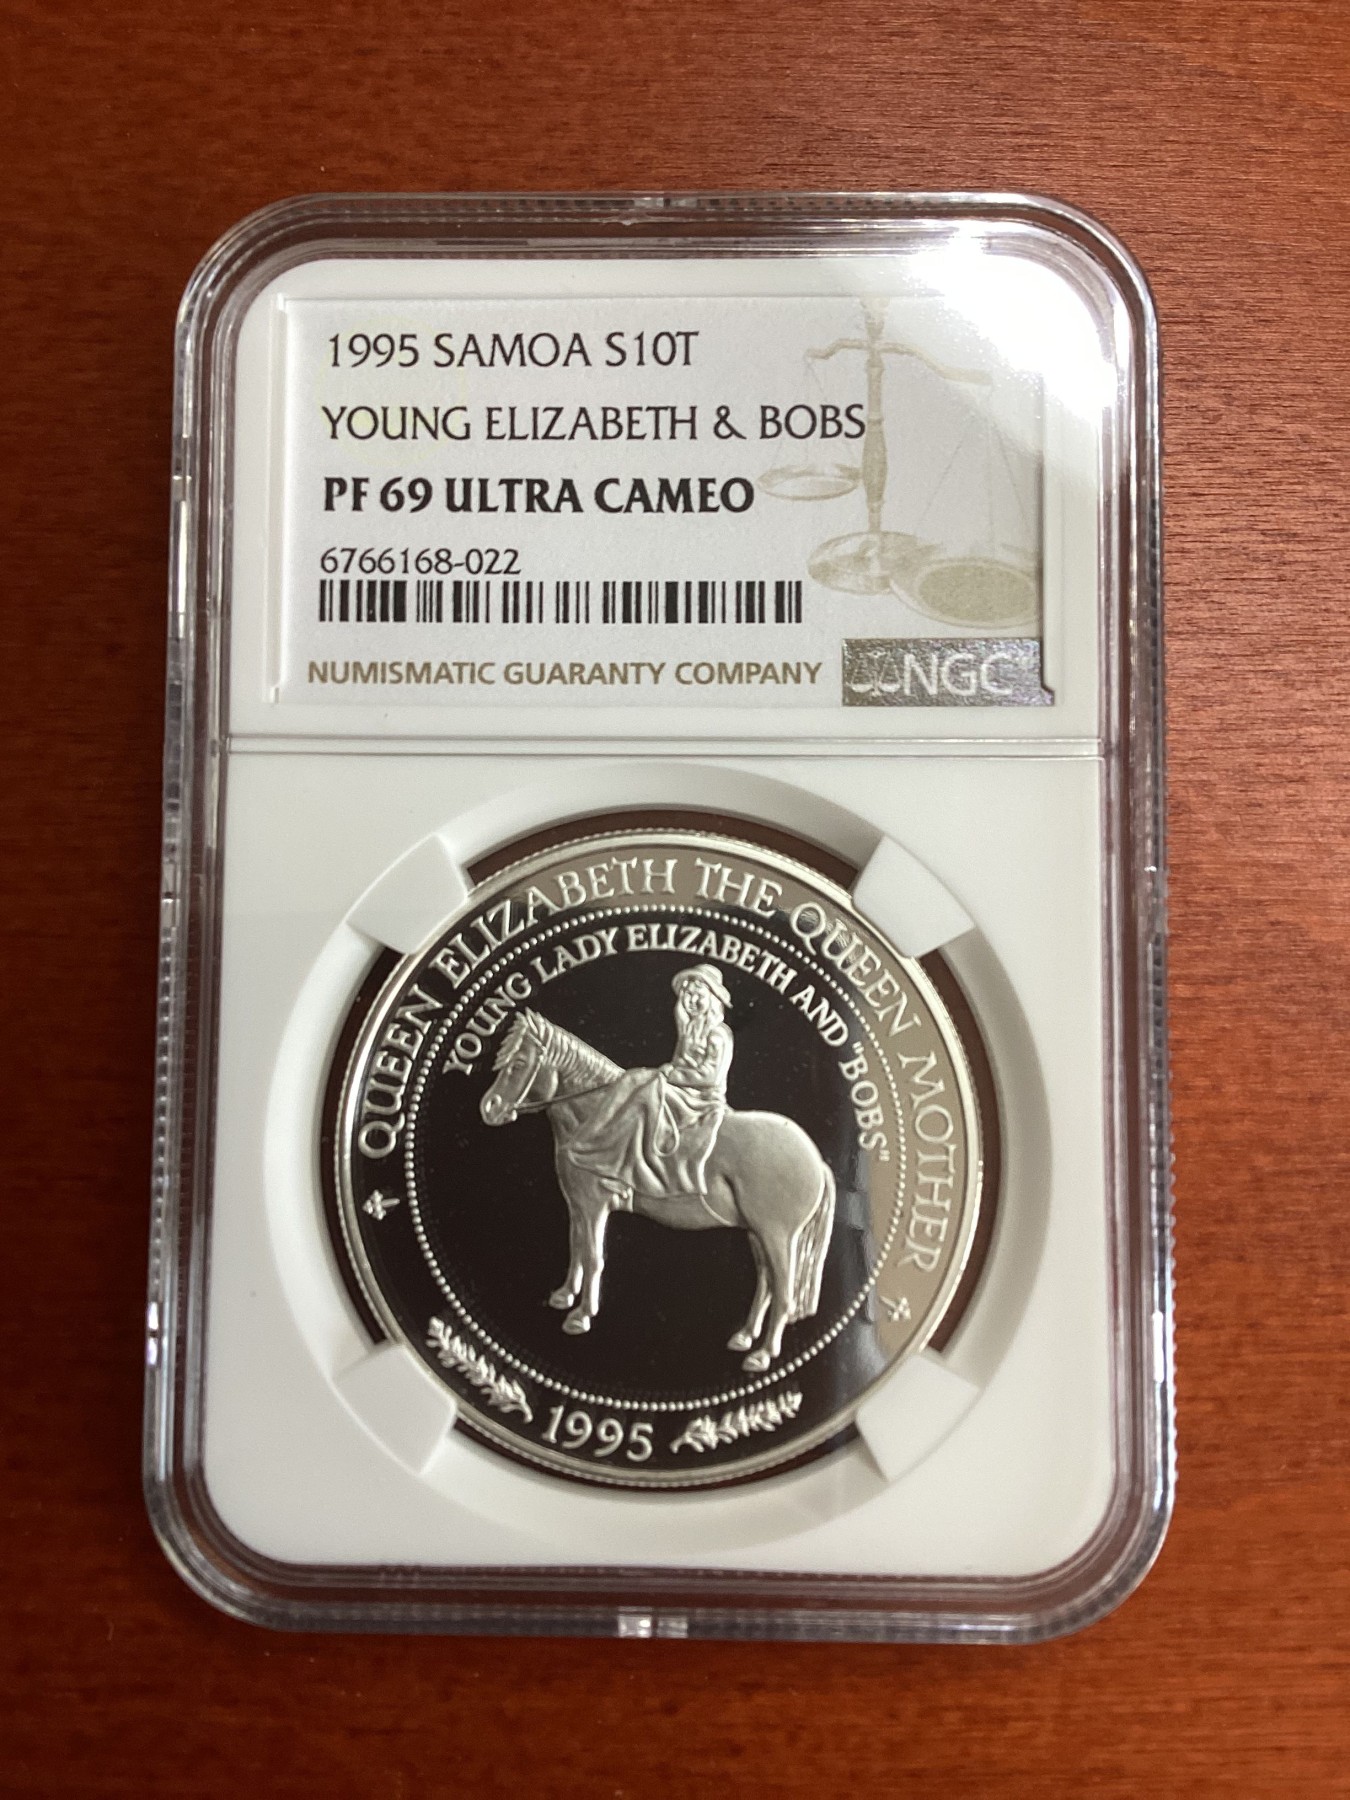 1995 SAMOA S10T
YOUNG ELIZABETH & BOBS
PF 69 ULTRA CAMEO
6766168-022
NUMISMATIC GUARANTY COMPANY
NGC
QUEEN ELIZABETH THE QUEEN MOTHER
YOUNG LADY ELIZABETH AND "BOBS"
1995